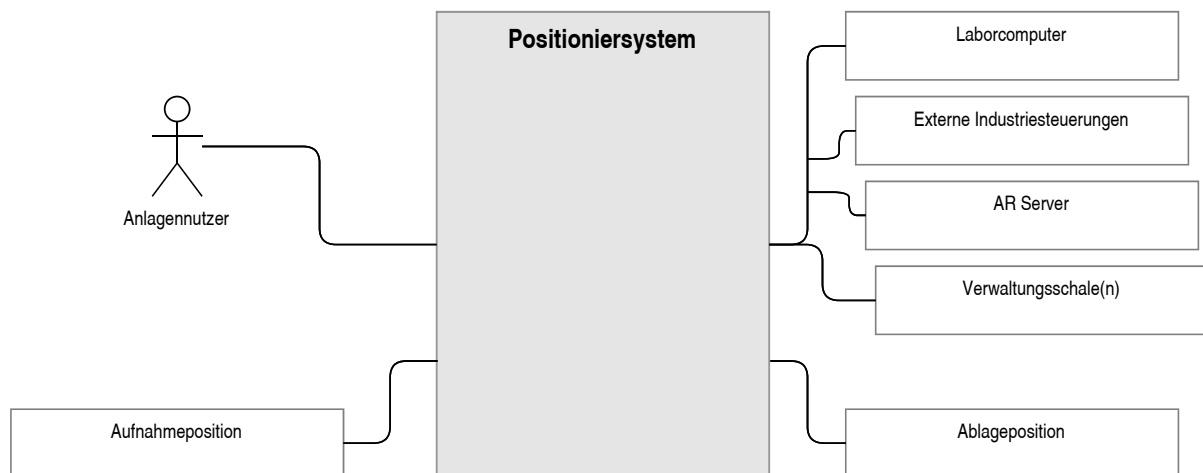 Positioniersystem
Laborcomputer
Externe Industriesteuerungen
AR Server
Anlagennutzer
Verwaltungsschale(n)
Aufnahmeposition
Ablageposition